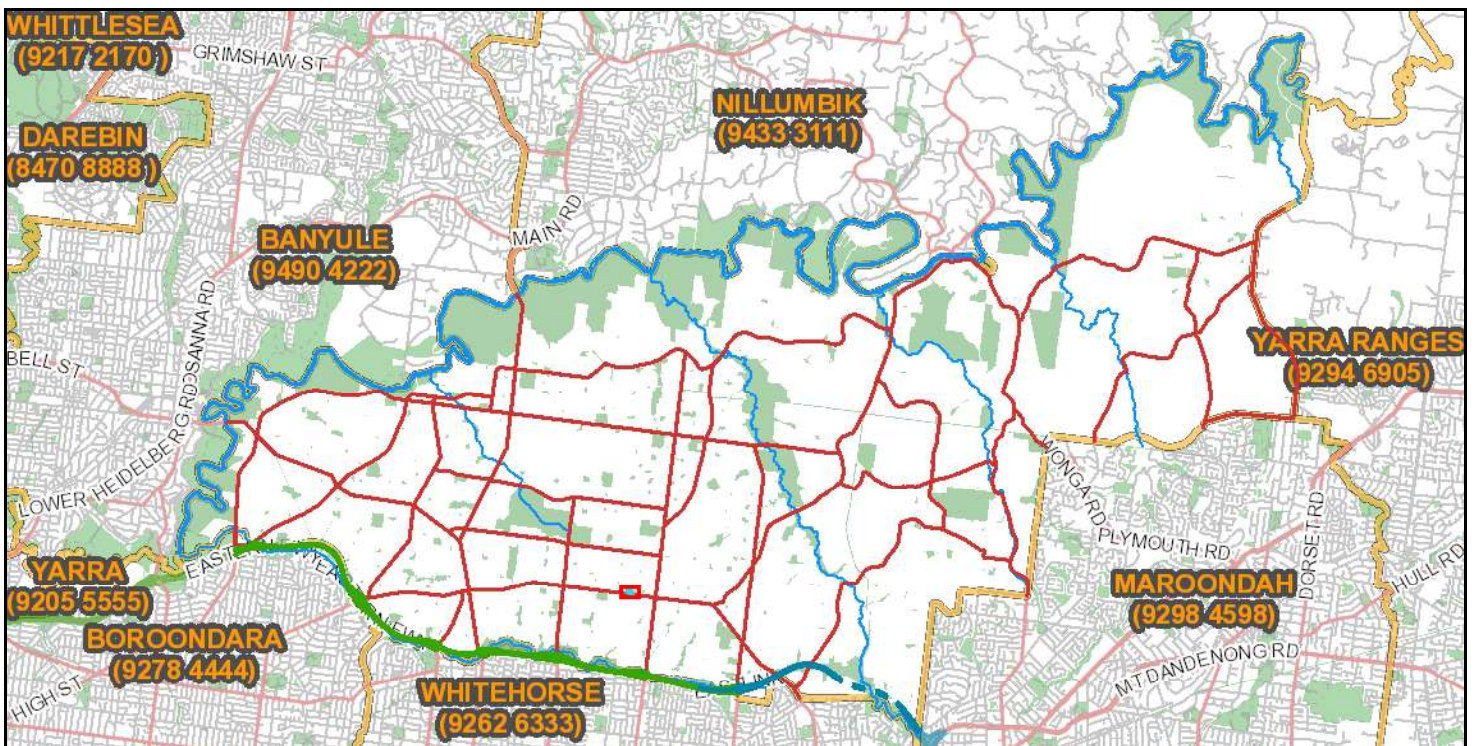 WHITTLESEA
(9217 2170 )
GRIMSHAW ST
DAREBIN
(8470 8888 )
NILLUMBIK
(9433 3111)
MAIN RD
BANYULE
(9490 4222)
ROSANNA RD
BELL ST
LOWER HEIDELBERG RD
YARRA RANGES
(9294 6905)
WONGA RD
PLYMOUTH RD
DORSET RD
HULL RD
MAROONDAH
(9298 4598)
MT DANDENONG RD
YARRA
(9205 5555)
BOROONDARA
(9278 4444)
HIGH ST
WHITEHORSE
(9262 6333)